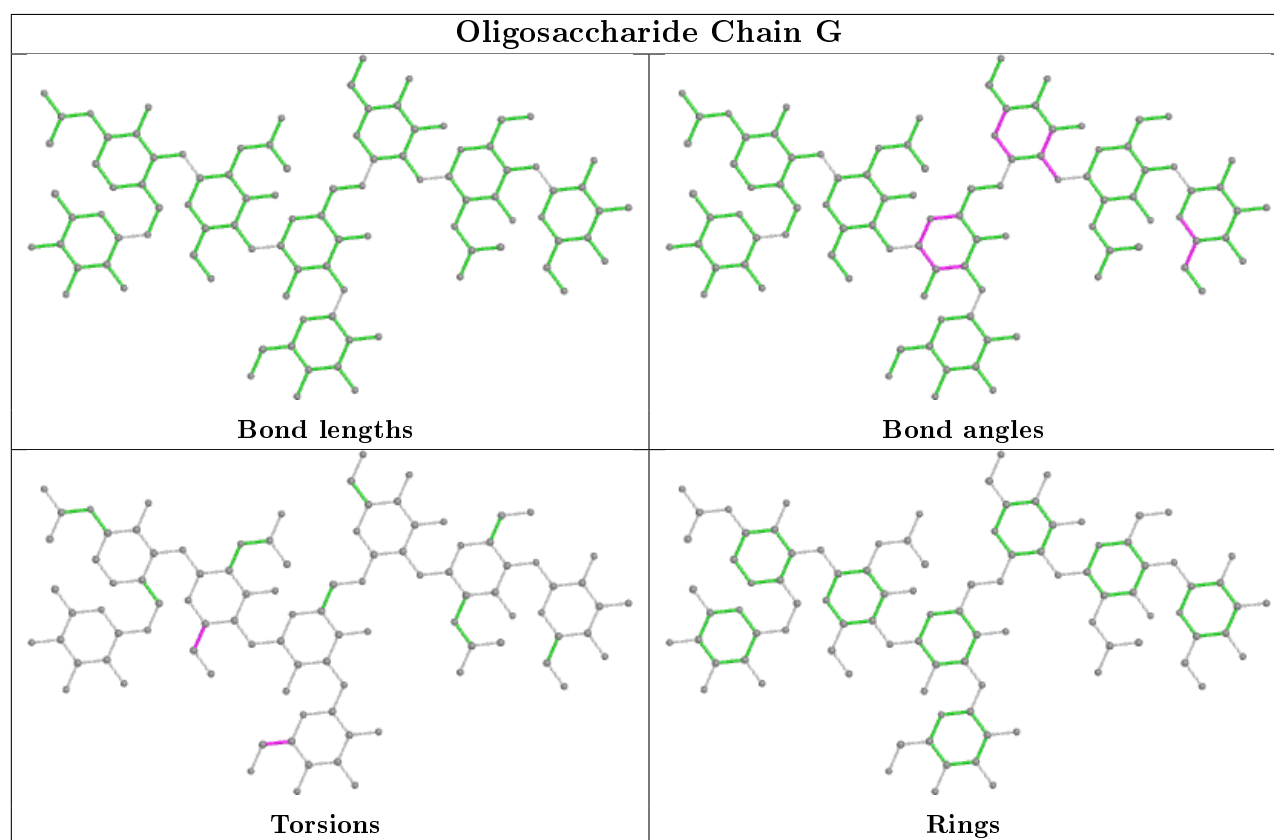 Oligosaccharide Chain G
Bond lengths
Bond angles
Torsions
Rings